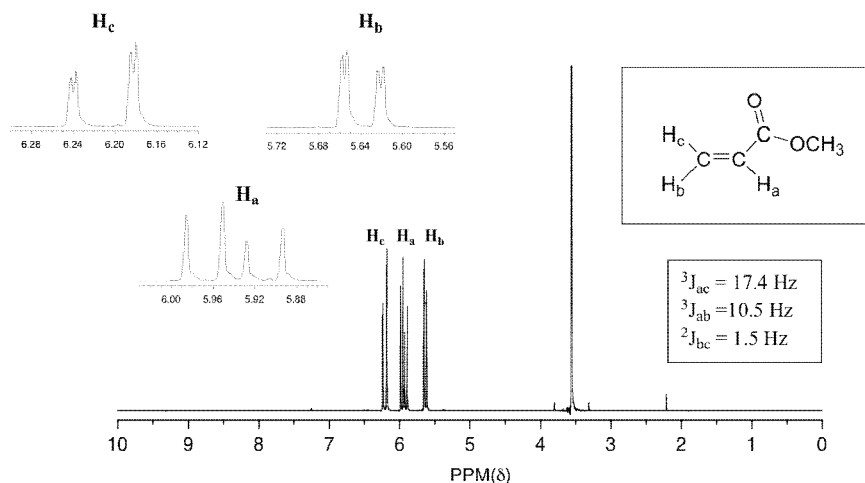 Hc
Hb
6.28 6.24 6.20 6.16 6.12
5.72 5.68 5.64 5.60 5.56
Ha
6.00 5.96 5.92 5.88
Hc Ha Hb
O
C
OCH3
Hc
C=C
Hb
Ha
³Jac = 17.4 Hz
³Jab =10.5 Hz
²Jbc = 1.5 Hz
10 9 8 7 6 5 4 3 2 1 0
PPM(δ)